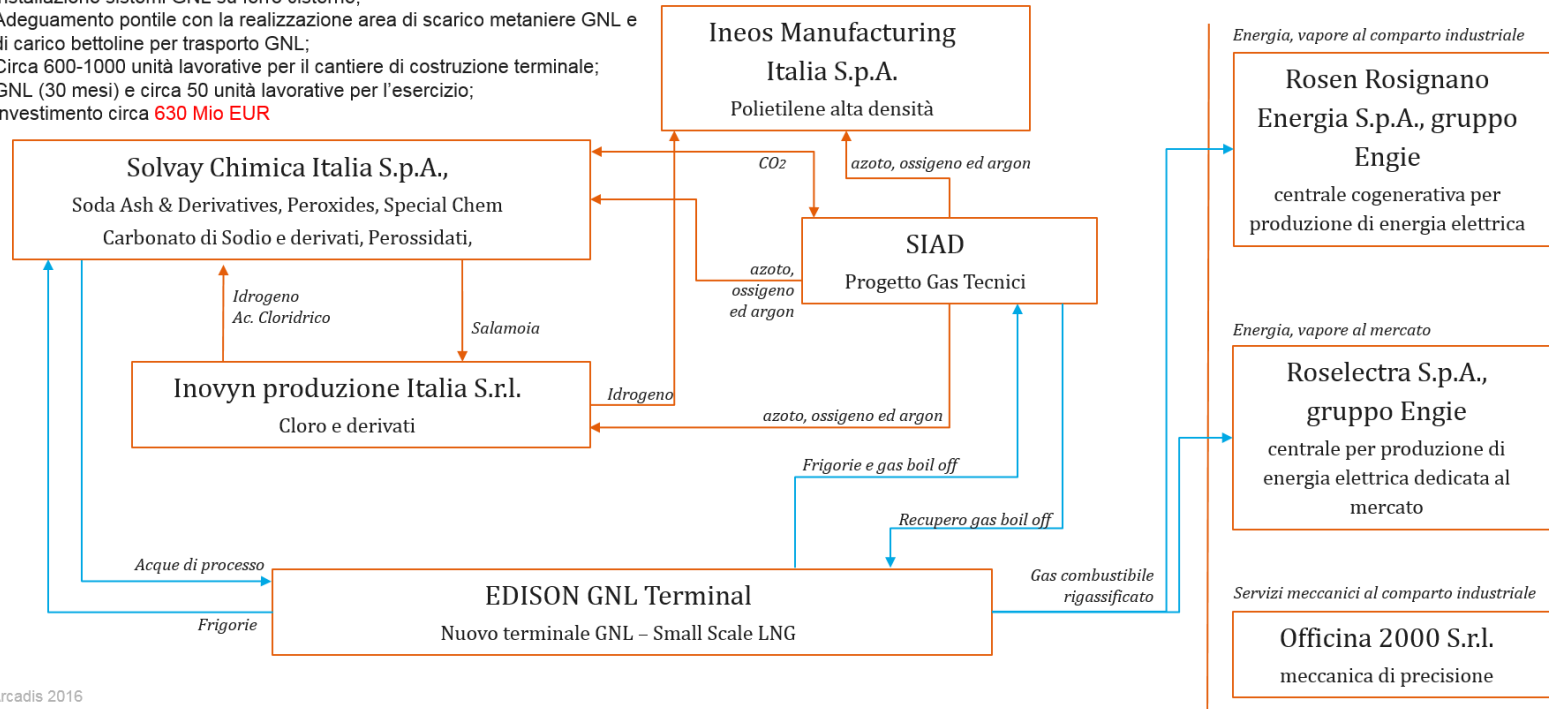 Adeguamento pontile con la realizzazione area di scarico metaniere GNL e
di carico bettoline per trasporto GNL;
Circa 600-1000 unità lavorative per il cantiere di costruzione terminale;
GNL (30 mesi) e circa 50 unità lavorative per l'esercizio;
Investimento circa 630 Mio EUR
Ineos Manufacturing
Italia S.p.A.
Polietilene alta densità
Energia, vapore al comparto industriale
Rosen Rosignano
Energia S.p.A., gruppo
Engie
centrale cogenerativa per
produzione di energia elettrica
Solvay Chimica Italia S.p.A.,
Soda Ash & Derivatives, Peroxides, Special Chem
Carbonato di Sodio e derivati, Perossidati,
CO2
azoto, ossigeno ed argon
SIAD
Progetto Gas Tecnici
azoto,
ossigeno
ed argon
Idrogeno
Ac. Cloridrico
Salamoia
Inovyn produzione Italia S.r.l.
Cloro e derivati
Idrogeno
azoto, ossigeno ed argon
Energia, vapore al mercato
Roselectra S.p.A.,
gruppo Engie
centrale per produzione di
energia elettrica dedicata al
mercato
Frigorie e gas boil off
Recupero gas boil off
Acque di processo
Frigorie
EDISON GNL Terminal
Nuovo terminale GNL – Small Scale LNG
Gas combustibile
rigassificato
Servizi meccanici al comparto industriale
Officina 2000 S.r.l.
meccanica di precisione
rcadis 2016